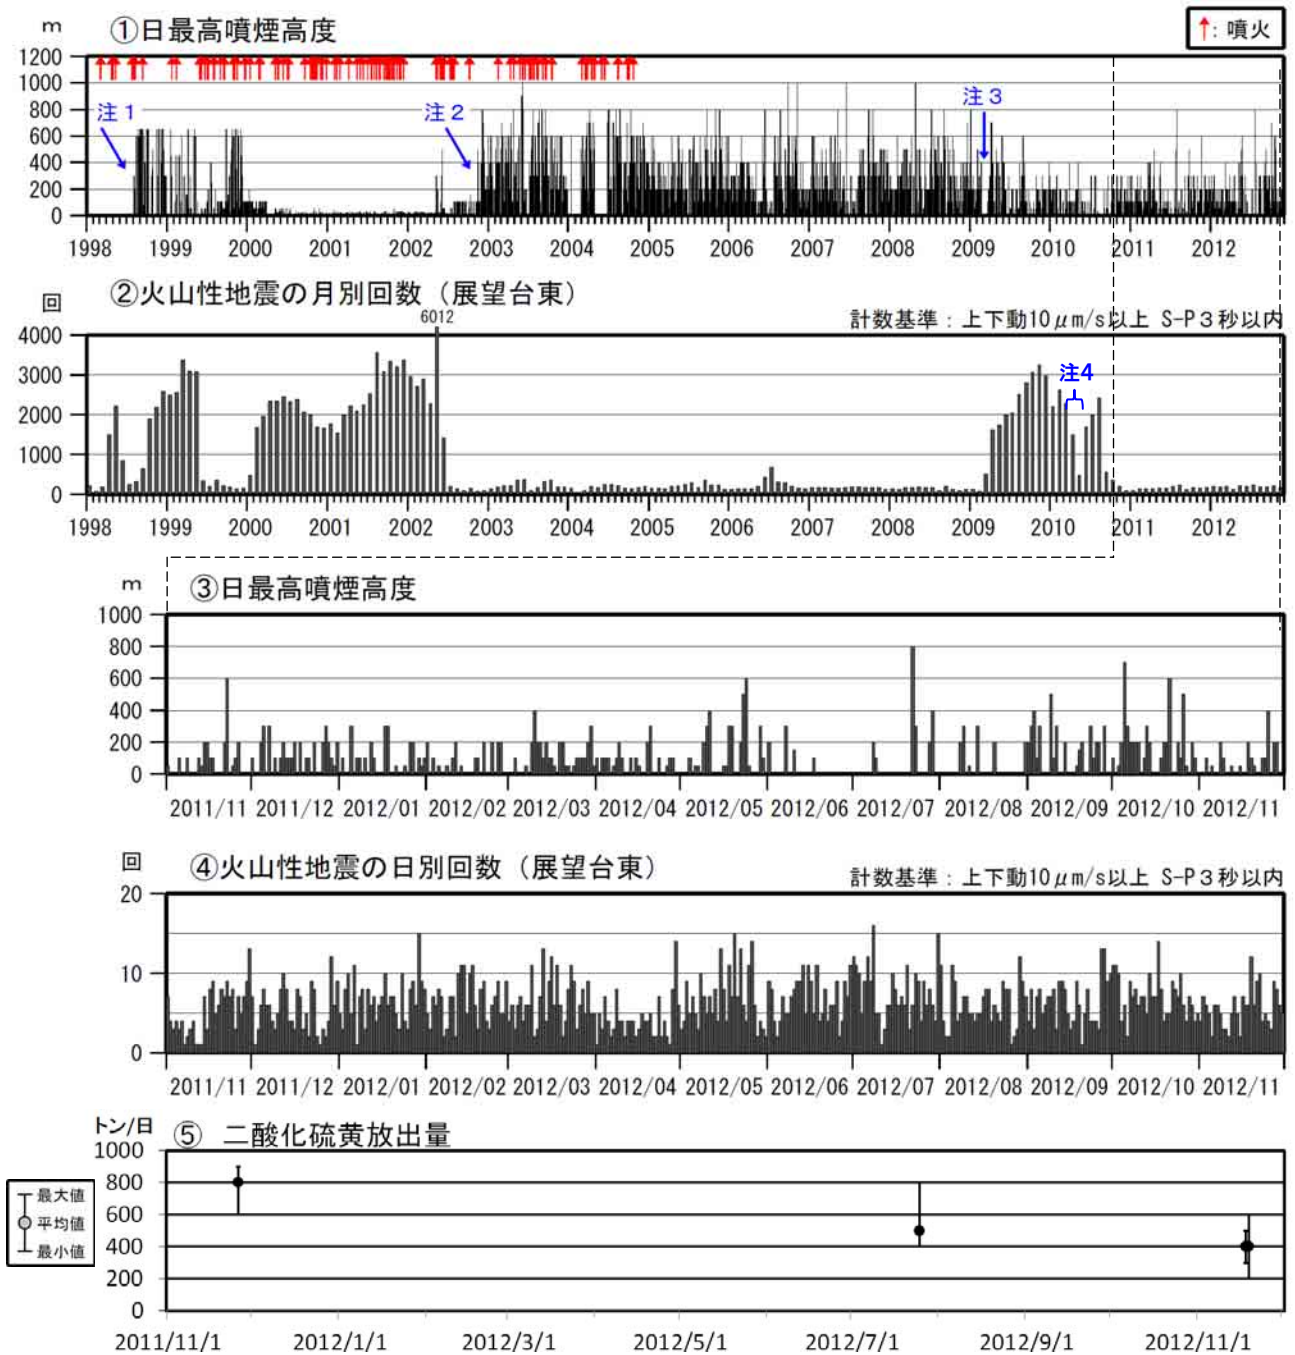 m ①日最高噴煙高度 ↑：噴火
1200
1000
800
600
400
200
0
注１ 注２ 注３
1998 1999 2000 2001 2002 2003 2004 2005 2006 2007 2008 2009 2010 2011 2012
回 ②火山性地震の月別回数（展望台東）
6012 計数基準：上下動10μm/s以上 S-P３秒以内
4000
3000
2000
1000
0
注4
1998 1999 2000 2001 2002 2003 2004 2005 2006 2007 2008 2009 2010 2011 2012
m ③日最高噴煙高度
1000
800
600
400
200
0
2011/11 2011/12 2012/01 2012/02 2012/03 2012/04 2012/05 2012/06 2012/07 2012/08 2012/09 2012/10 2012/11
回 ④火山性地震の日別回数（展望台東） 計数基準：上下動10μm/s以上 S-P３秒以内
20
10
0
2011/11 2011/12 2012/01 2012/02 2012/03 2012/04 2012/05 2012/06 2012/07 2012/08 2012/09 2012/10 2012/11
トン/日 ⑤ 二酸化硫黄放出量
1000
800
600
400
200
0
最大値
平均値
最小値
2011/11/1 2012/1/1 2012/3/1 2012/5/1 2012/7/1 2012/9/1 2012/11/1